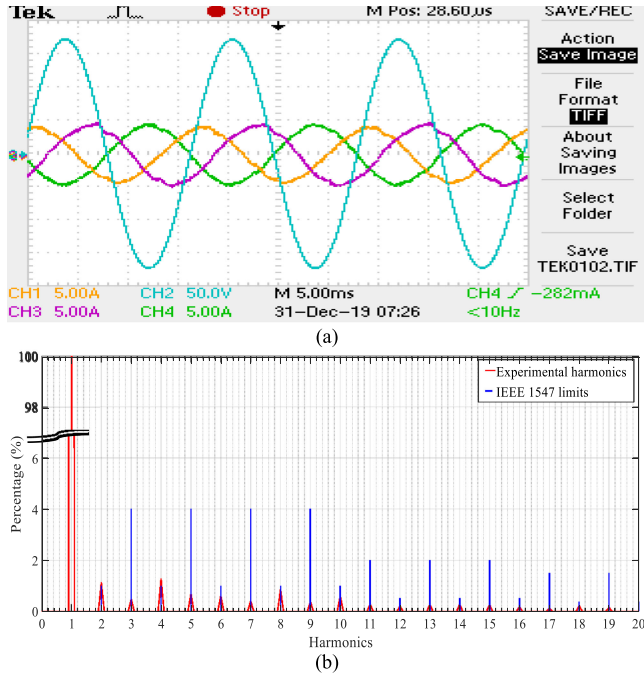 Tek
Stop
M Pos: 28.60µs
SAVE/REC
Action
Save Image
File
Format
TIFF
About
Saving
Images
Select
Folder
Save
TEK0102.TIF
CH1 5.00A
CH2 50.0V
M 5.00ms
CH4 ∕ -282mA
CH3 5.00A
CH4 5.00A
31-Dec-19 07:26
<10Hz
(a)
100
98
6
4
2
0
Percentage (%)
Experimental harmonics
IEEE 1547 limits
0 1 2 3 4 5 6 7 8 9 10 11 12 13 14 15 16 17 18 19 20
Harmonics
(b)